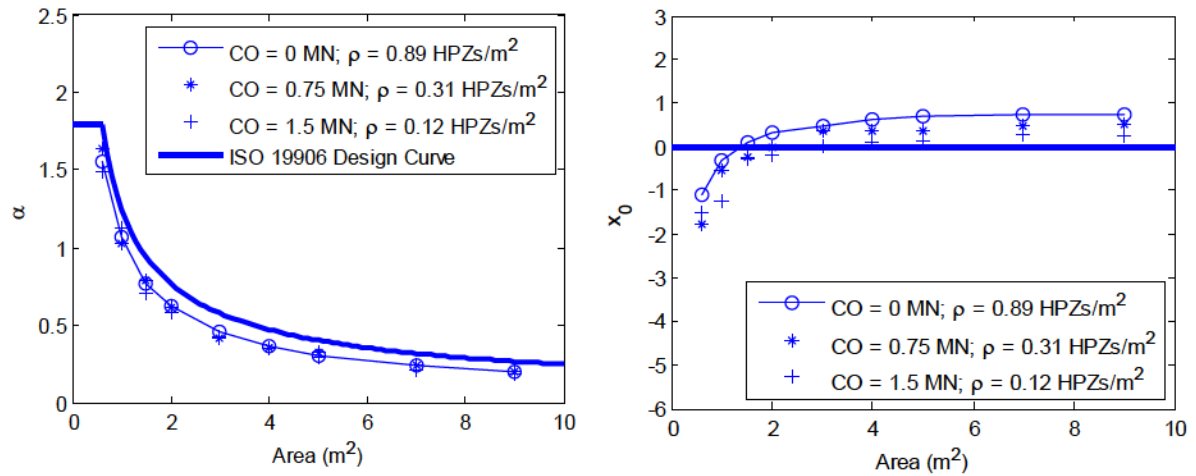 2.5
2
1.5
1
0.5
0
α
0
2
4
6
8
10
Area (m²)
CO = 0 MN; ρ = 0.89 HPZs/m²
CO = 0.75 MN; ρ = 0.31 HPZs/m²
CO = 1.5 MN; ρ = 0.12 HPZs/m²
ISO 19906 Design Curve
3
2
1
0
-1
-2
-3
-4
-5
-6
x₀
0
2
4
6
8
10
Area (m²)
CO = 0 MN; ρ = 0.89 HPZs/m²
CO = 0.75 MN; ρ = 0.31 HPZs/m²
CO = 1.5 MN; ρ = 0.12 HPZs/m²